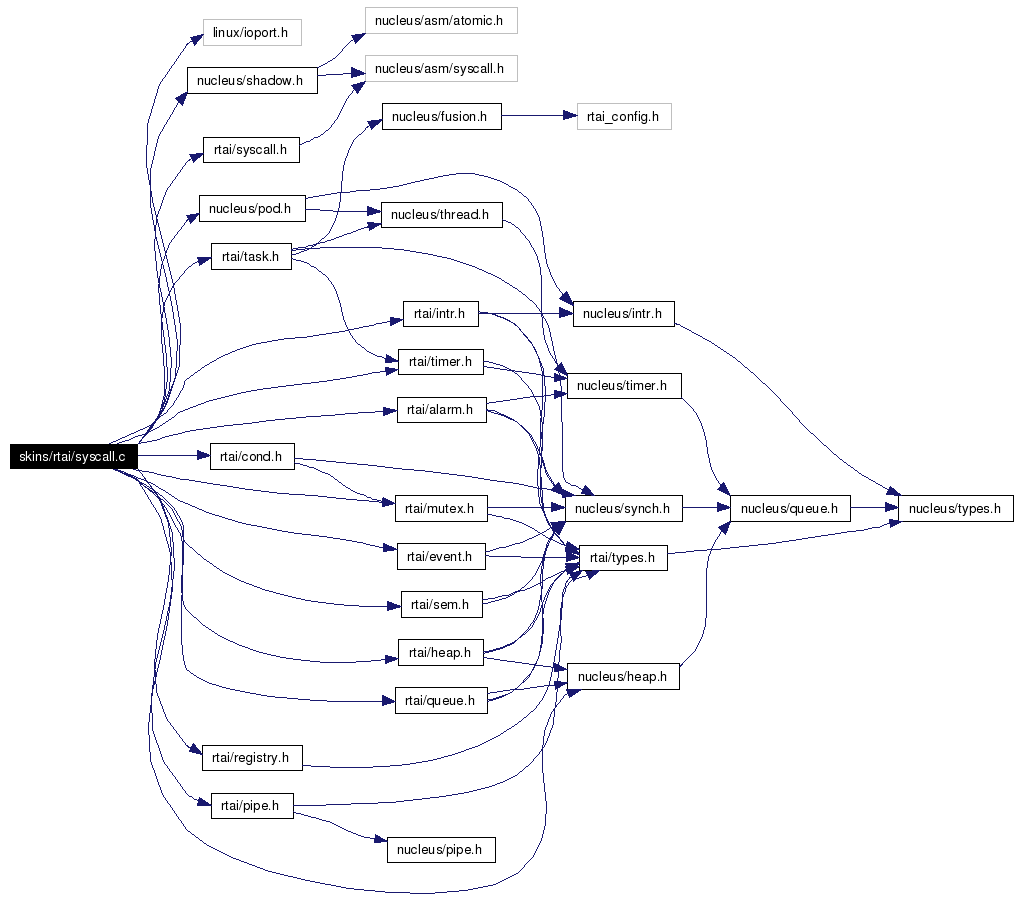 nucleus/asm/atomic.h
linux/ioport.h
nucleus/asm/syscall.h
nucleus/shadow.h
nucleus/fusion.h
rtai_config.h
rtai/syscall.h
nucleus/pod.h
nucleus/thread.h
rtai/task.h
rtai/intr.h
nucleus/intr.h
rtai/timer.h
nucleus/timer.h
rtai/alarm.h
skins/rtai/syscall.c
rtai/cond.h
rtai/mutex.h
nucleus/synch.h
nucleus/queue.h
nucleus/types.h
rtai/event.h
rtai/types.h
rtai/sem.h
rtai/heap.h
nucleus/heap.h
rtai/queue.h
rtai/registry.h
rtai/pipe.h
nucleus/pipe.h